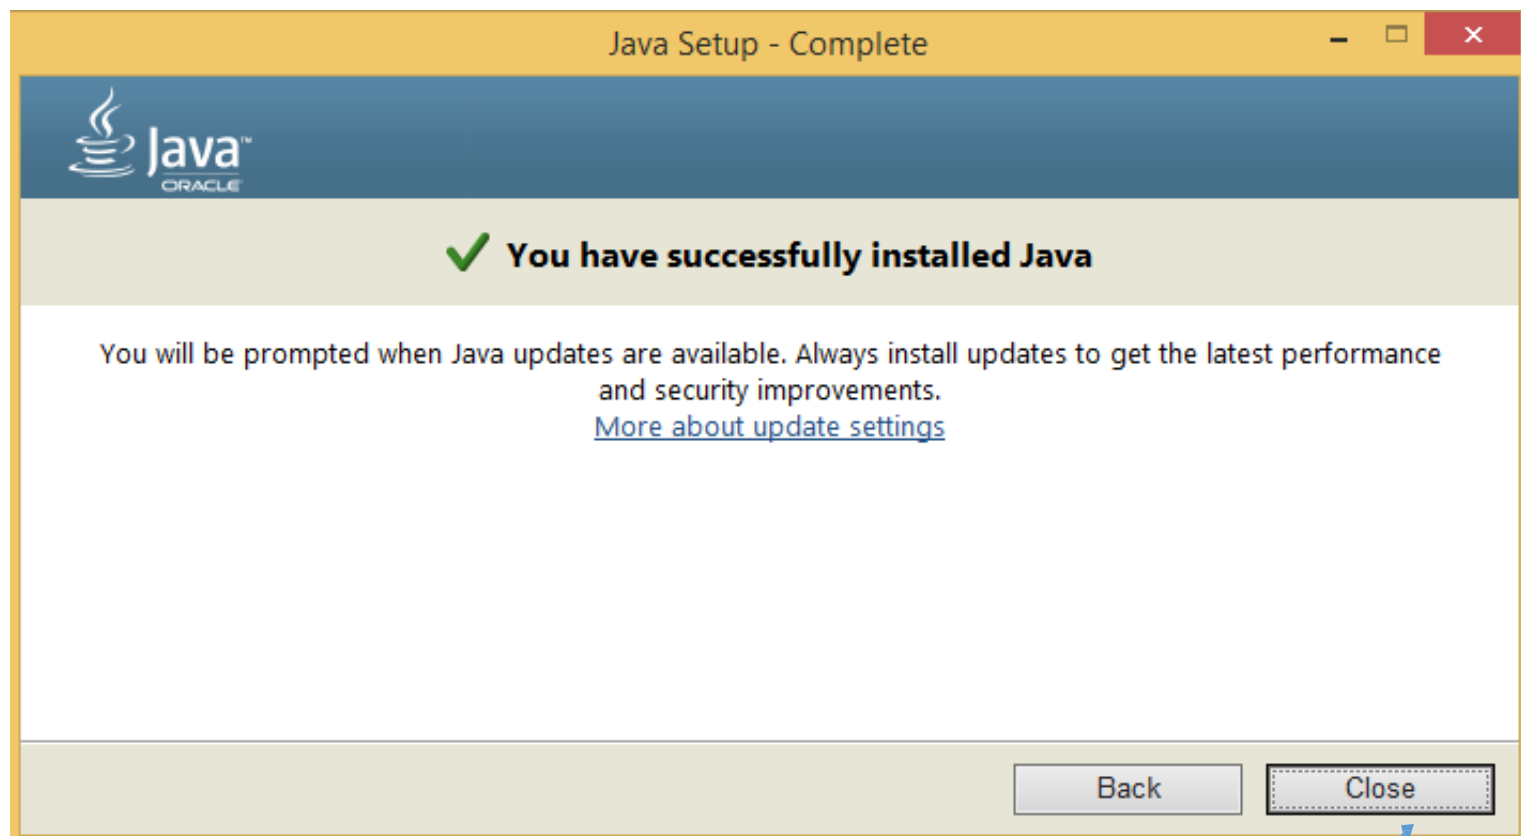 Java Setup - Complete
Java™
ORACLE
You have successfully installed Java
You will be prompted when Java updates are available. Always install updates to get the latest performance
and security improvements.
More about update settings
Back
Close